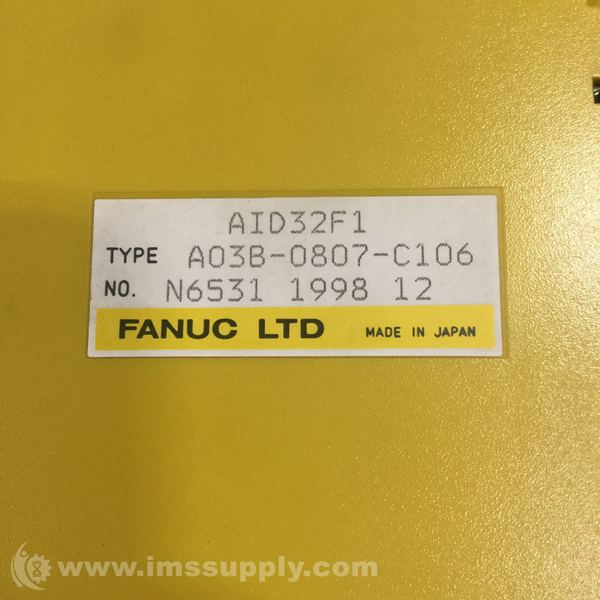 AID32F1
TYPE A03B-0807-C106
NO. N6531 1998 12
FANUC LTD MADE IN JAPAN
www.imssupply.com